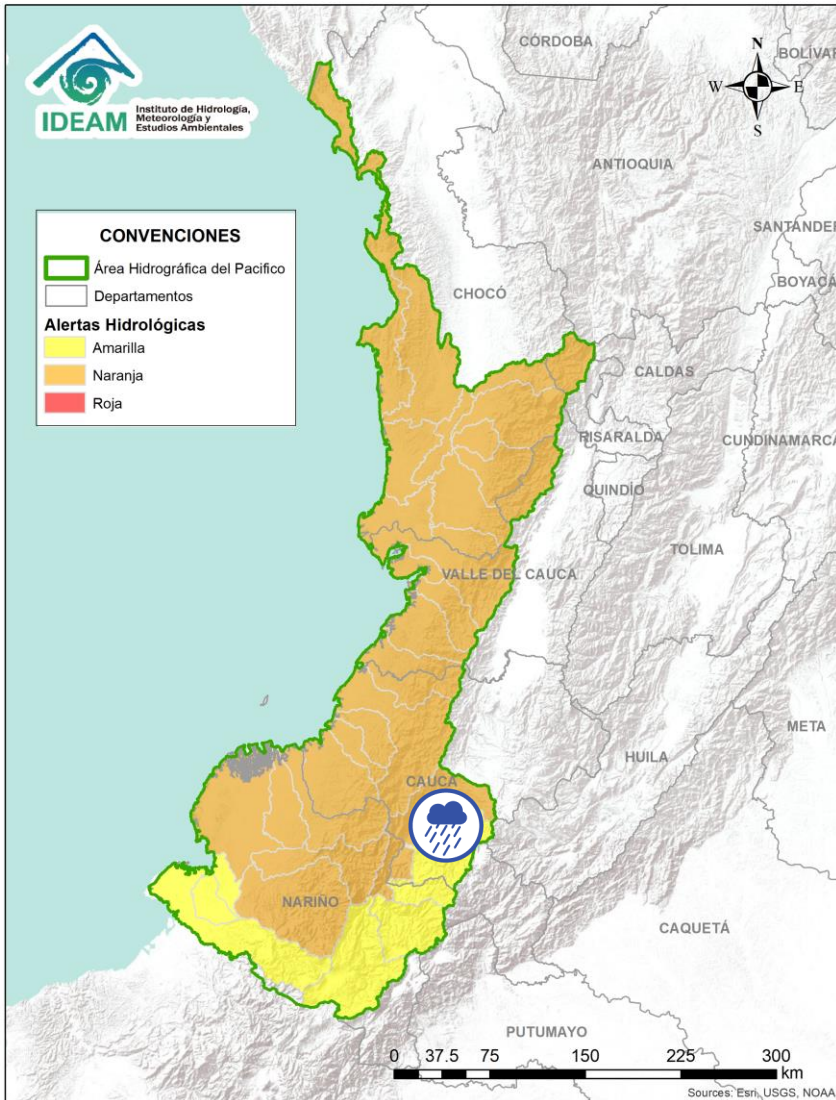 IDEAM
Instituto de Hidrología,
Meteorología y
Estudios Ambientales
CÓRDOBA
BOLÍVAR
N
W
E
S
ANTIOQUIA
SANTANDER
BOYACÁ
CONVENCIONES
Área Hidrográfica del Pacifico
Departamentos
Alertas Hidrológicas
Amarilla
Naranja
Roja
CHOCÓ
CALDAS
RISARALDA
CUNDINAMARCA
QUINDÍO
TOLIMA
VALLE DEL CAUCA
META
HUILA
CAUCA
NARIÑO
CAQUETÁ
PUTUMAYO
0 37.5 75 150 225 300
km
Sources: Esri, USGS, NOAA